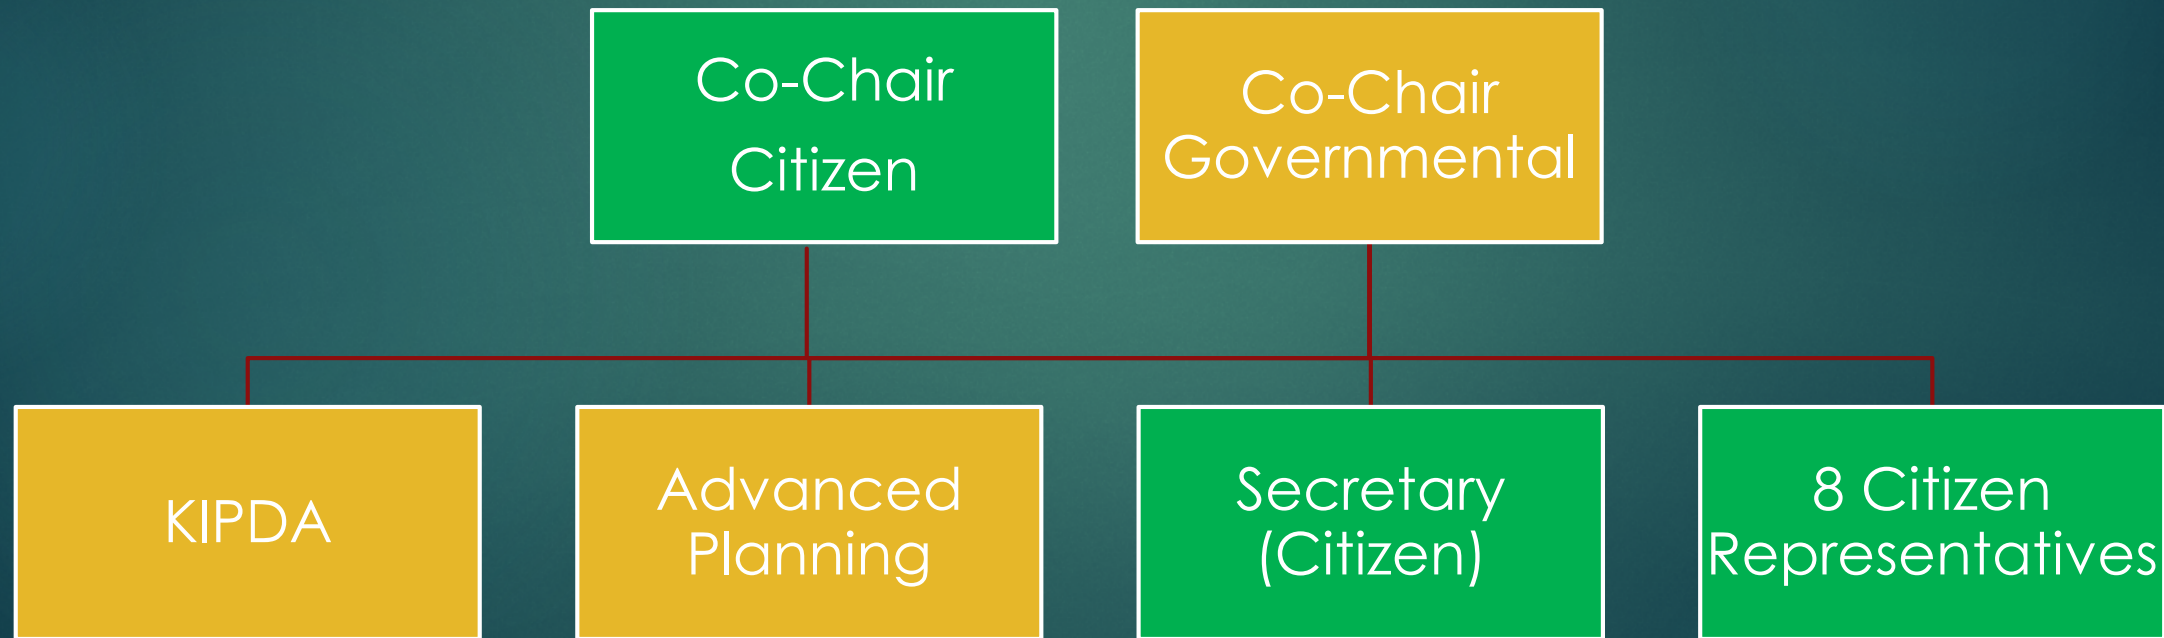 Co-Chair
Citizen
Co-Chair
Governmental
KIPDA
Advanced
Planning
Secretary
(Citizen)
8 Citizen
Representatives